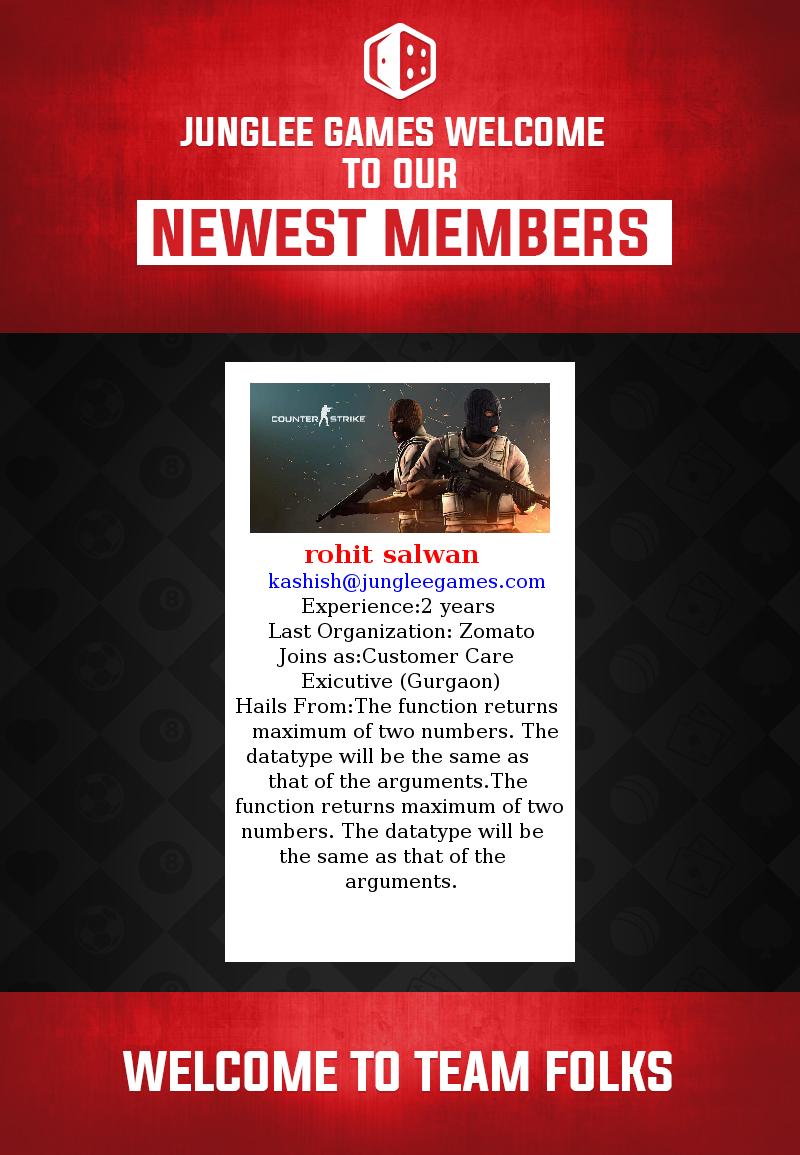 JUNGLEE GAMES WELCOME
TO OUR
NEWEST MEMBERS
COUNTER STRIKE
rohit salwan
kashish@jungleegames.com
Experience:2 years
Last Organization: Zomato
Joins as:Customer Care
Exicutive (Gurgaon)
Hails From:The function returns
maximum of two numbers. The
datatype will be the same as
that of the arguments.The
function returns maximum of two
numbers. The datatype will be
the same as that of the
arguments.
WELCOME TO TEAM FOLKS